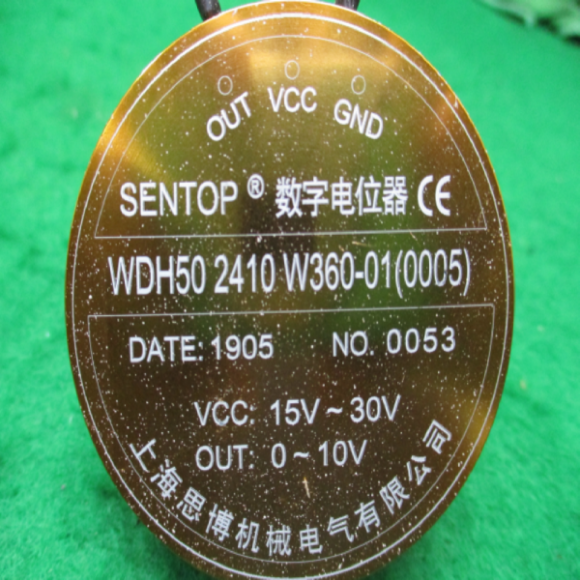 OUT VCC GND
SENTOP® 数字电位器 CE
WDH50 2410 W360-01(0005)
DATE: 1905 NO. 0053
VCC: 15V~30V
OUT: 0~10V
上海思博机械电气有限公司